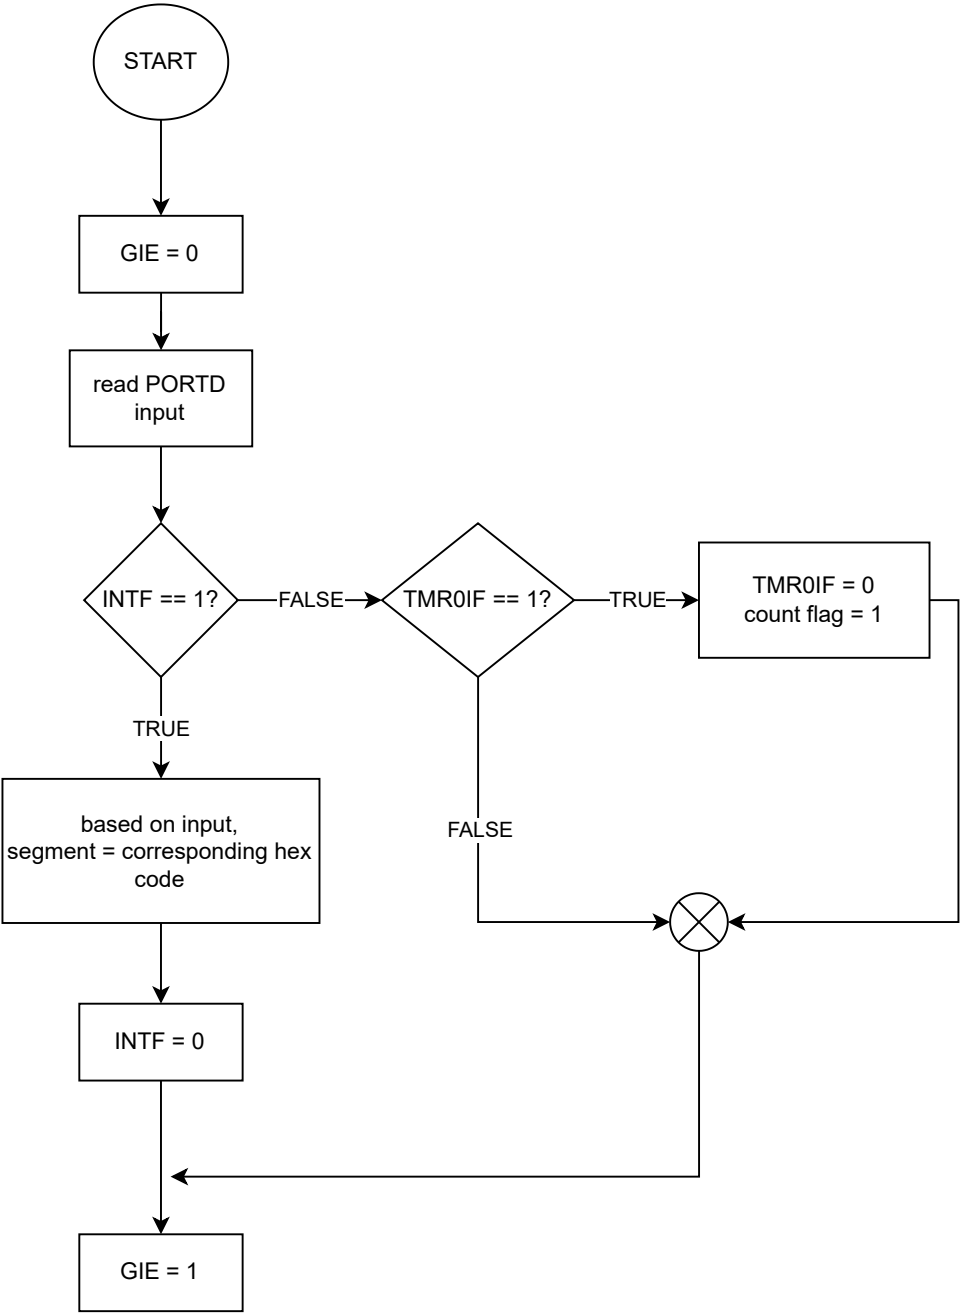 START
GIE = 0
read PORTD
input
INTF == 1?
FALSE
TMR0IF == 1?
TRUE
TMR0IF = 0
count flag = 1
TRUE
FALSE
based on input,
segment = corresponding hex
code
INTF = 0
GIE = 1